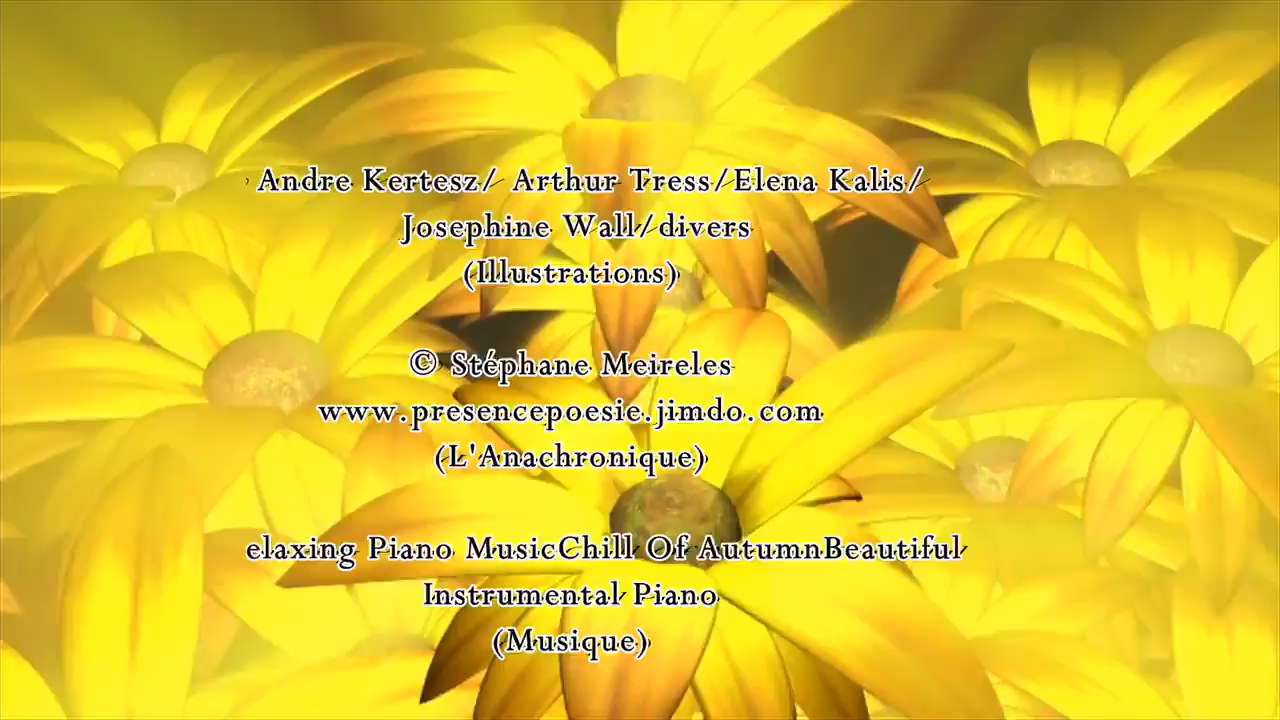 Andre Kertesz/ Arthur Tress/Elena Kalis/
Josephine Wall/divers
(Illustrations)
© Stéphane Meireles
www.presencepoesie.jimdo.com
(L'Anachronique)
elaxing Piano MusicChill Of AutumnBeautiful
Instrumental Piano
(Musique)